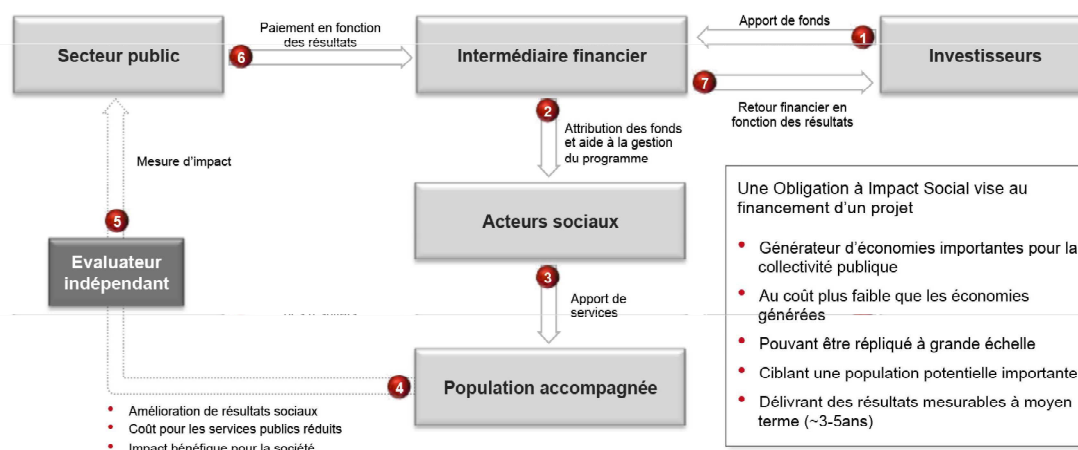 Paiement en fonction
des résultats
Apport de fonds
Secteur public
6
Intermédiaire financier
1
Investisseurs
7
2
Retour financier en
fonction des résultats
Attribution des fonds
et aide à la gestion
du programme
Mesure d'impact
Une Obligation à Impact Social vise au
financement d'un projet
Acteurs sociaux
5
• Générateur d'économies importantes pour la
collectivité publique
Evaluateur
indépendant
3
Apport de
services
• Au coût plus faible que les économies
générées
• Pouvant être répliqué à grande échelle
• Ciblant une population potentielle importante
• Délivrant des résultats mesurables à moyen
terme (~3-5ans)
4
Population accompagnée
• Amélioration de résultats sociaux
• Coût pour les services publics réduits
• Impact bénéfique pour la société